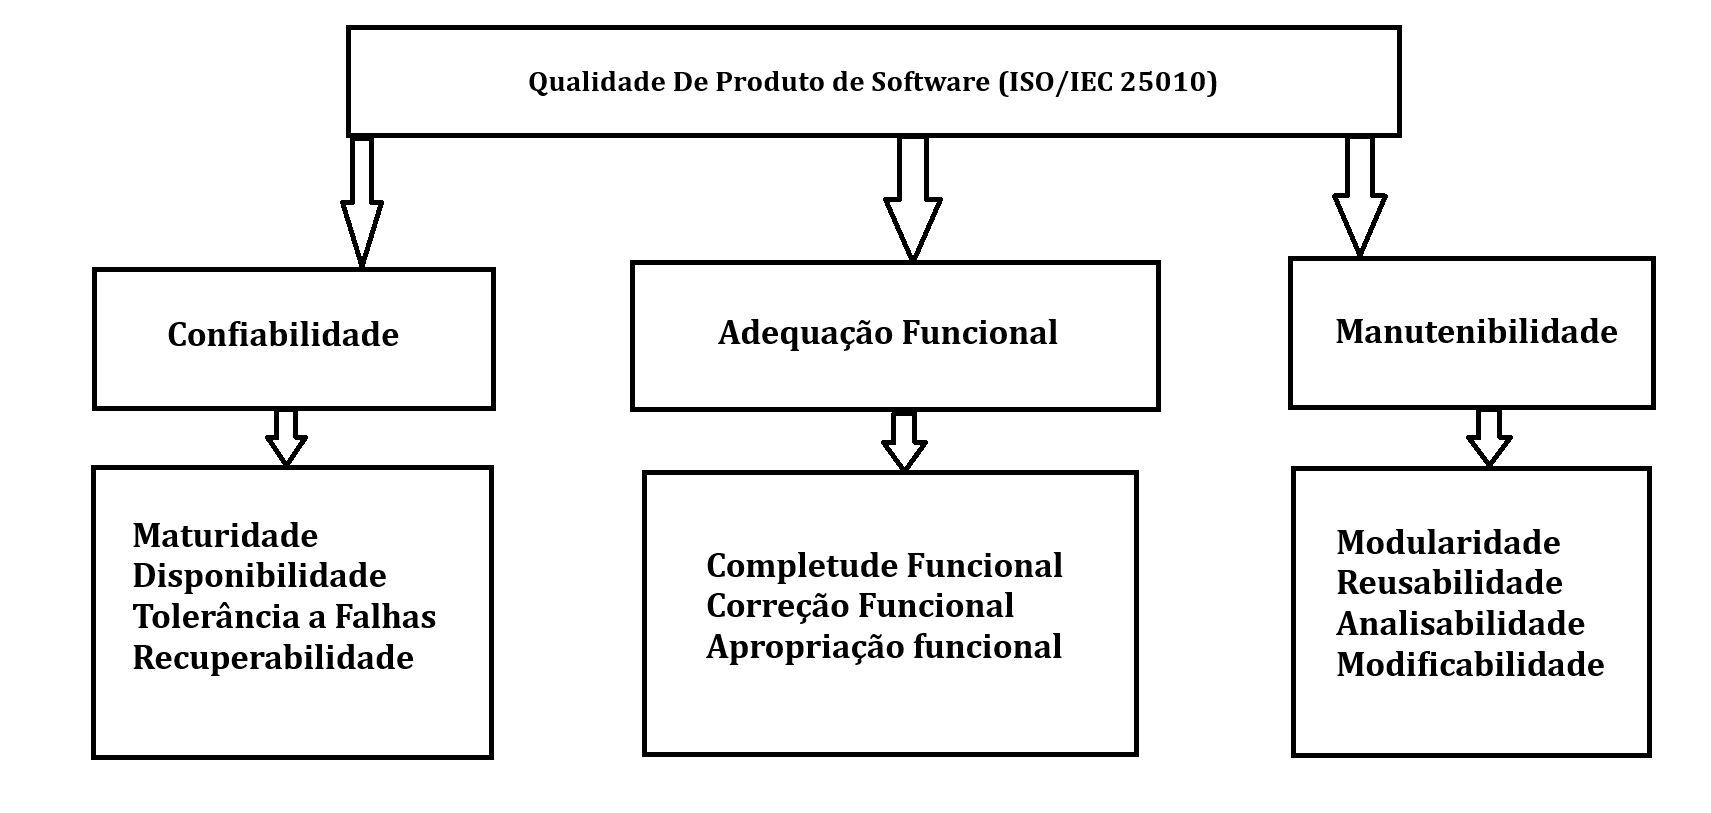 Qualidade De Produto de Software (ISO/IEC 25010)
Confiabilidade
Adequação Funcional
Manutenibilidade
Maturidade
Disponibilidade
Tolerância a Falhas
Recuperabilidade
Completude Funcional
Correção Funcional
Apropriação funcional
Modularidade
Reusabilidade
Analisabilidade
Modificabilidade